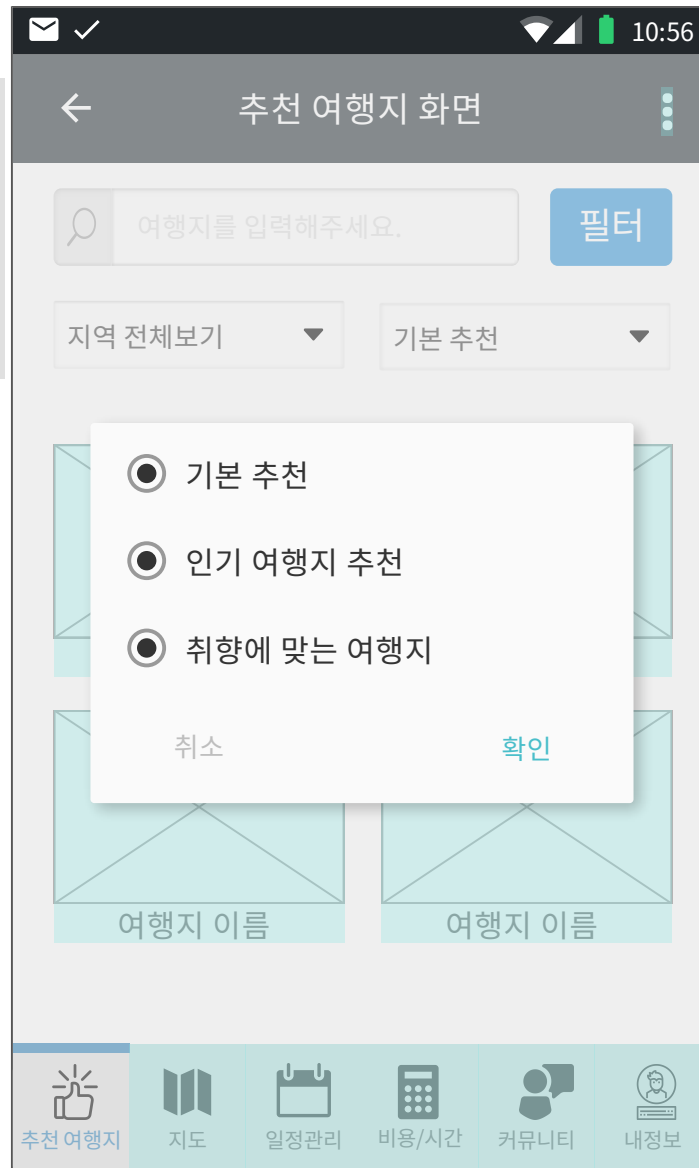 10:56
추천 여행지 화면
여행지를 입력해주세요.
필터
지역 전체보기
기본 추천
기본 추천
인기 여행지 추천
취향에 맞는 여행지
취소
확인
여행지 이름
여행지 이름
추천 여행지
지도
일정관리
비용/시간
커뮤니티
내정보